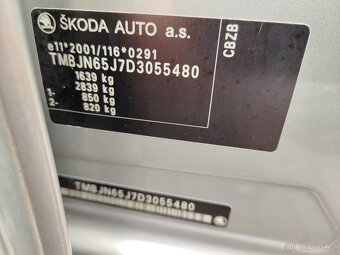 ŠKODA AUTO a.s.
e11*2001/116*0291
TMBJN65J7D3055480
1639 kg
2839 kg
1- 850 kg
2- 820 kg
CBZB
TMBJN65J7D3055480